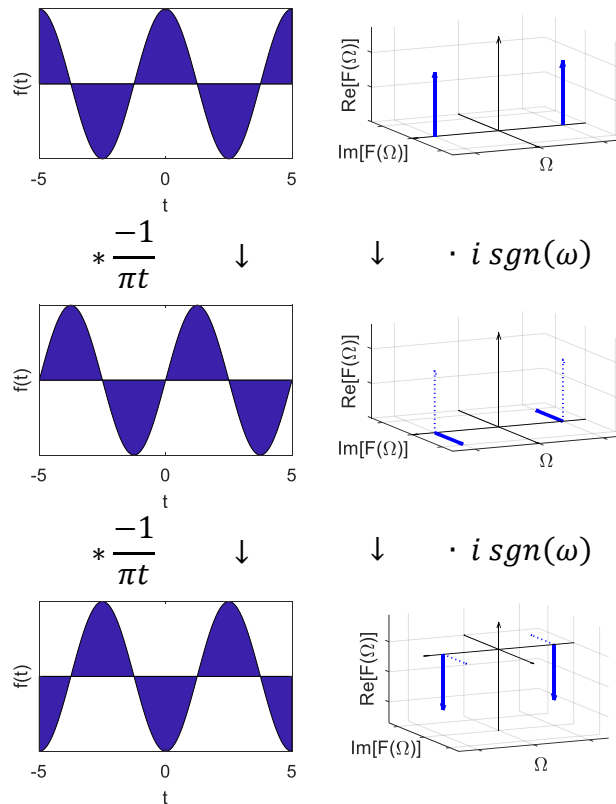 f(t)
-5 0 5
t
Re[F(Ω)]
Im[F(Ω)]
Ω
* -1/πt ↓ ↓ · i sgn(ω)
f(t)
-5 0 5
t
Re[F(Ω)]
Im[F(Ω)]
Ω
* -1/πt ↓ ↓ · i sgn(ω)
f(t)
-5 0 5
t
Re[F(Ω)]
Im[F(Ω)]
Ω